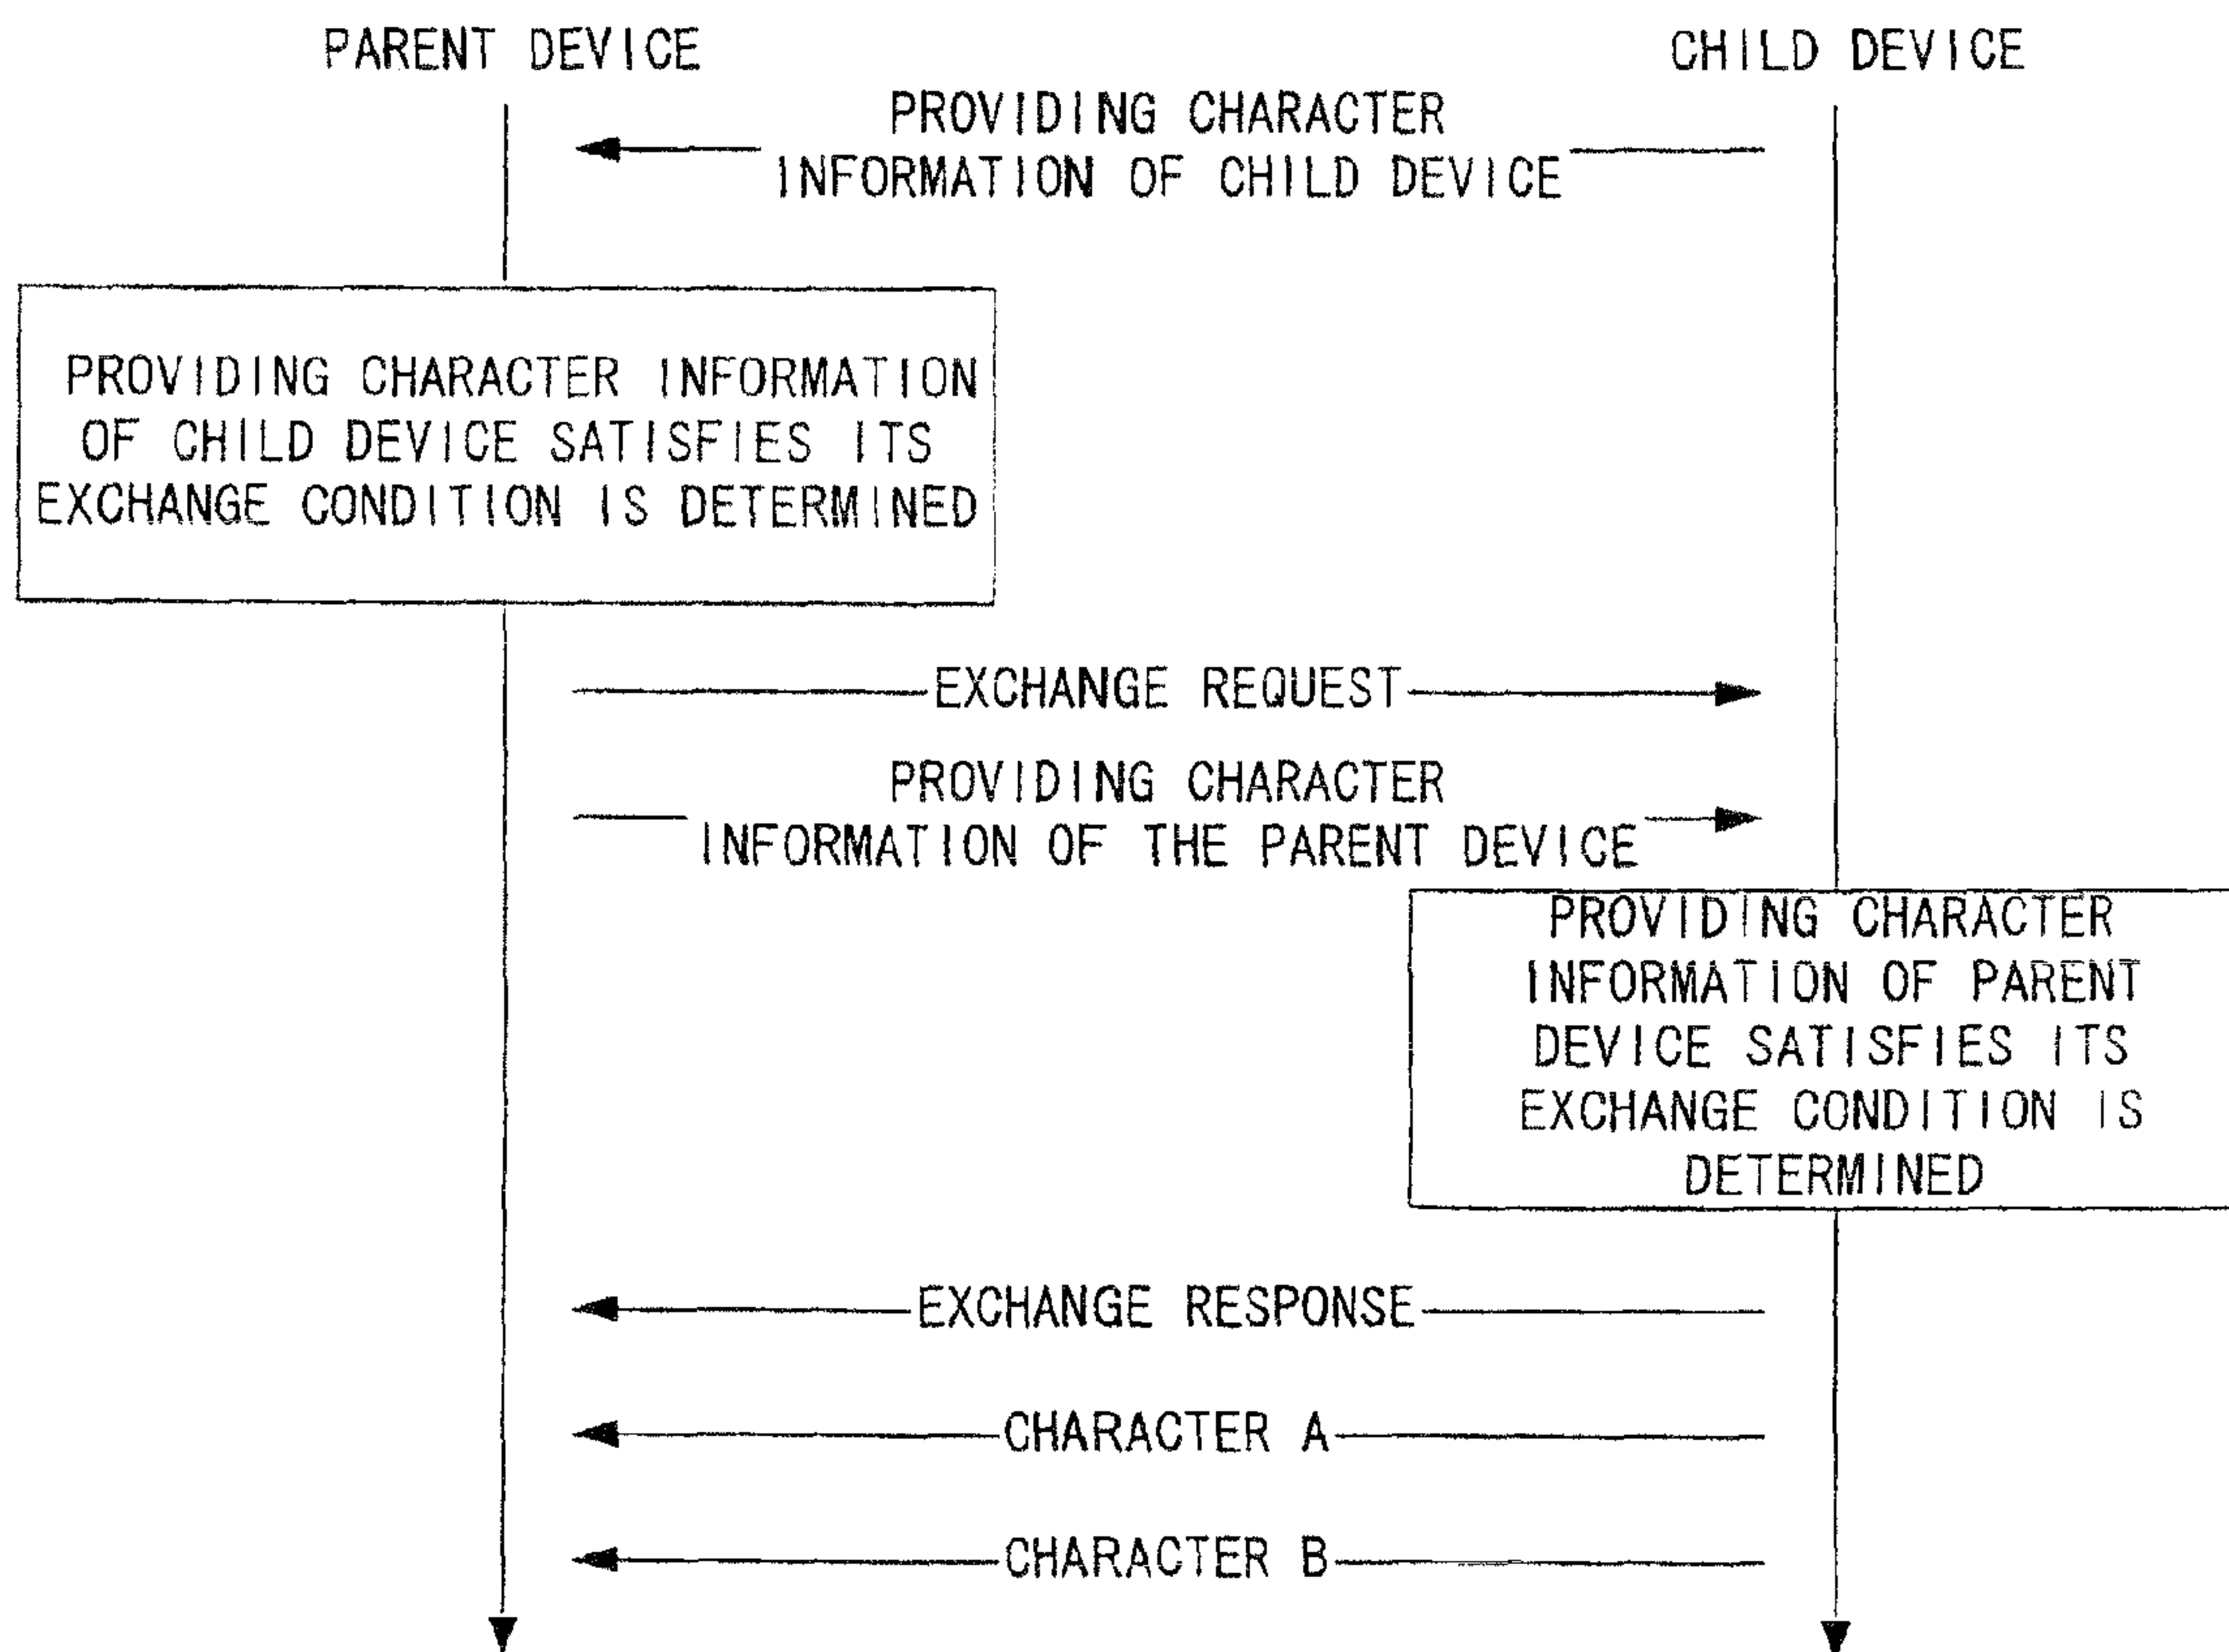 PARENT DEVICE
CHILD DEVICE
PROVIDING CHARACTER
INFORMATION OF CHILD DEVICE
PROVIDING CHARACTER INFORMATION
OF CHILD DEVICE SATISFIES ITS
EXCHANGE CONDITION IS DETERMINED
EXCHANGE REQUEST
PROVIDING CHARACTER
INFORMATION OF THE PARENT DEVICE
PROVIDING CHARACTER
INFORMATION OF PARENT
DEVICE SATISFIES ITS
EXCHANGE CONDITION IS
DETERMINED
EXCHANGE RESPONSE
CHARACTER A
CHARACTER B